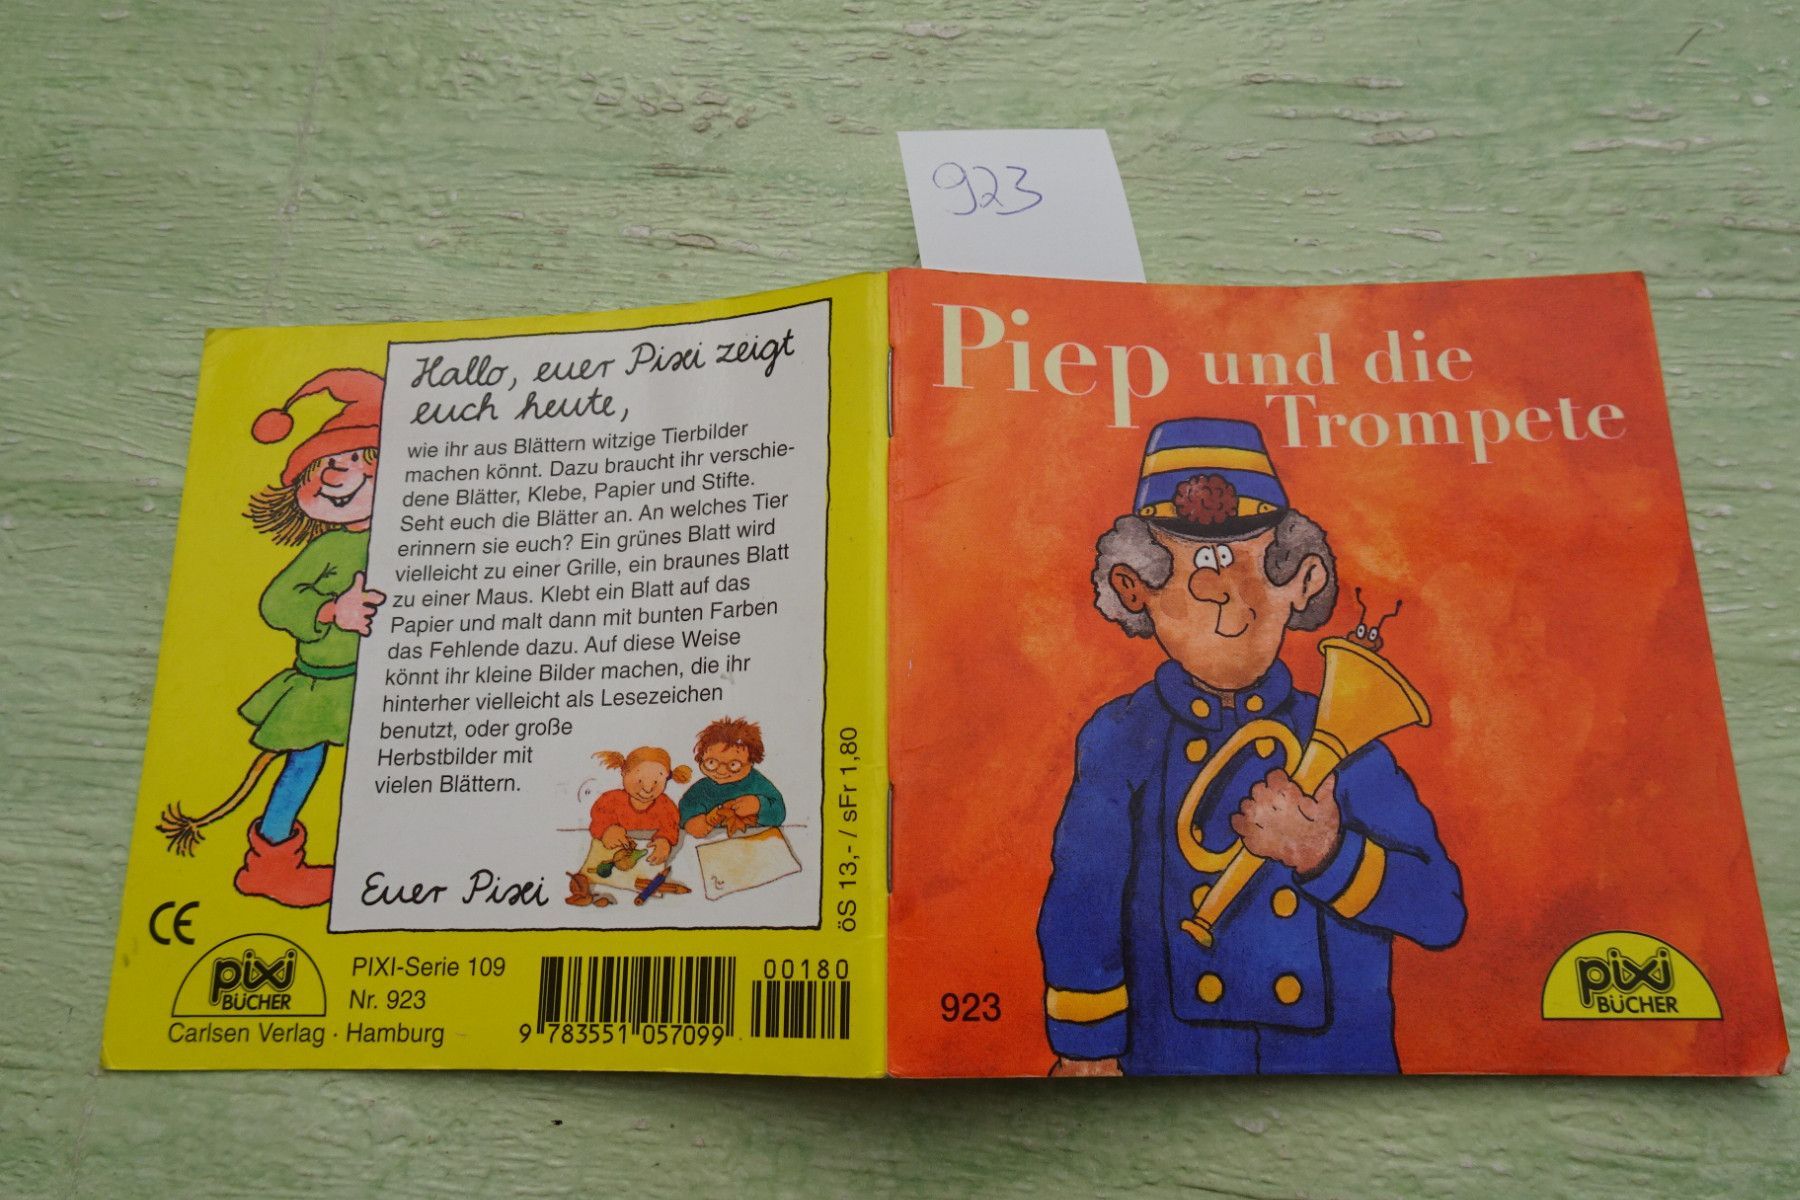 923
Hallo, euer Pixi zeigt
euch heute,
wie ihr aus Blättern witzige Tierbilder
machen könnt. Dazu braucht ihr verschie-
dene Blätter, Klebe, Papier und Stifte.
Seht euch die Blätter an. An welches Tier
erinnern sie euch? Ein grünes Blatt wird
vielleicht zu einer Grille, ein braunes Blatt
zu einer Maus. Klebt ein Blatt auf das
Papier und malt dann mit bunten Farben
das Fehlende dazu. Auf diese Weise
könnt ihr kleine Bilder machen, die ihr
hinterher vielleicht als Lesezeichen
benutzt, oder große
Herbstbilder mit
vielen Blättern.
Euer Pixi
öS 13,- / sFr 1,80
CE
pixi
BÜCHER
PIXI-Serie 109
Nr. 923
Carlsen Verlag · Hamburg
00180
9 783551 057099
Piep und die
Trompete
923
pixi
BÜCHER